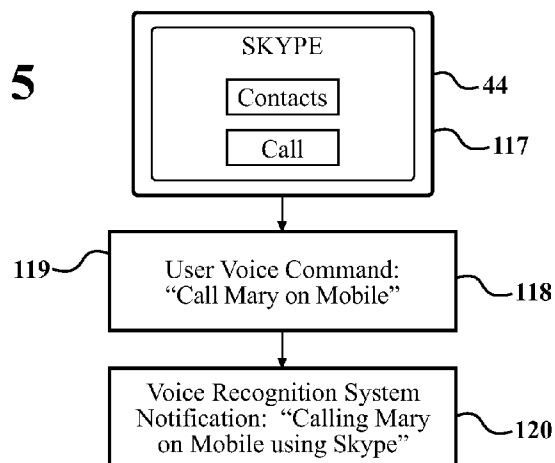 5
SKYPE
Contacts
Call
44
117
119
User Voice Command:
“Call Mary on Mobile”
118
Voice Recognition System
Notification: “Calling Mary
on Mobile using Skype”
120